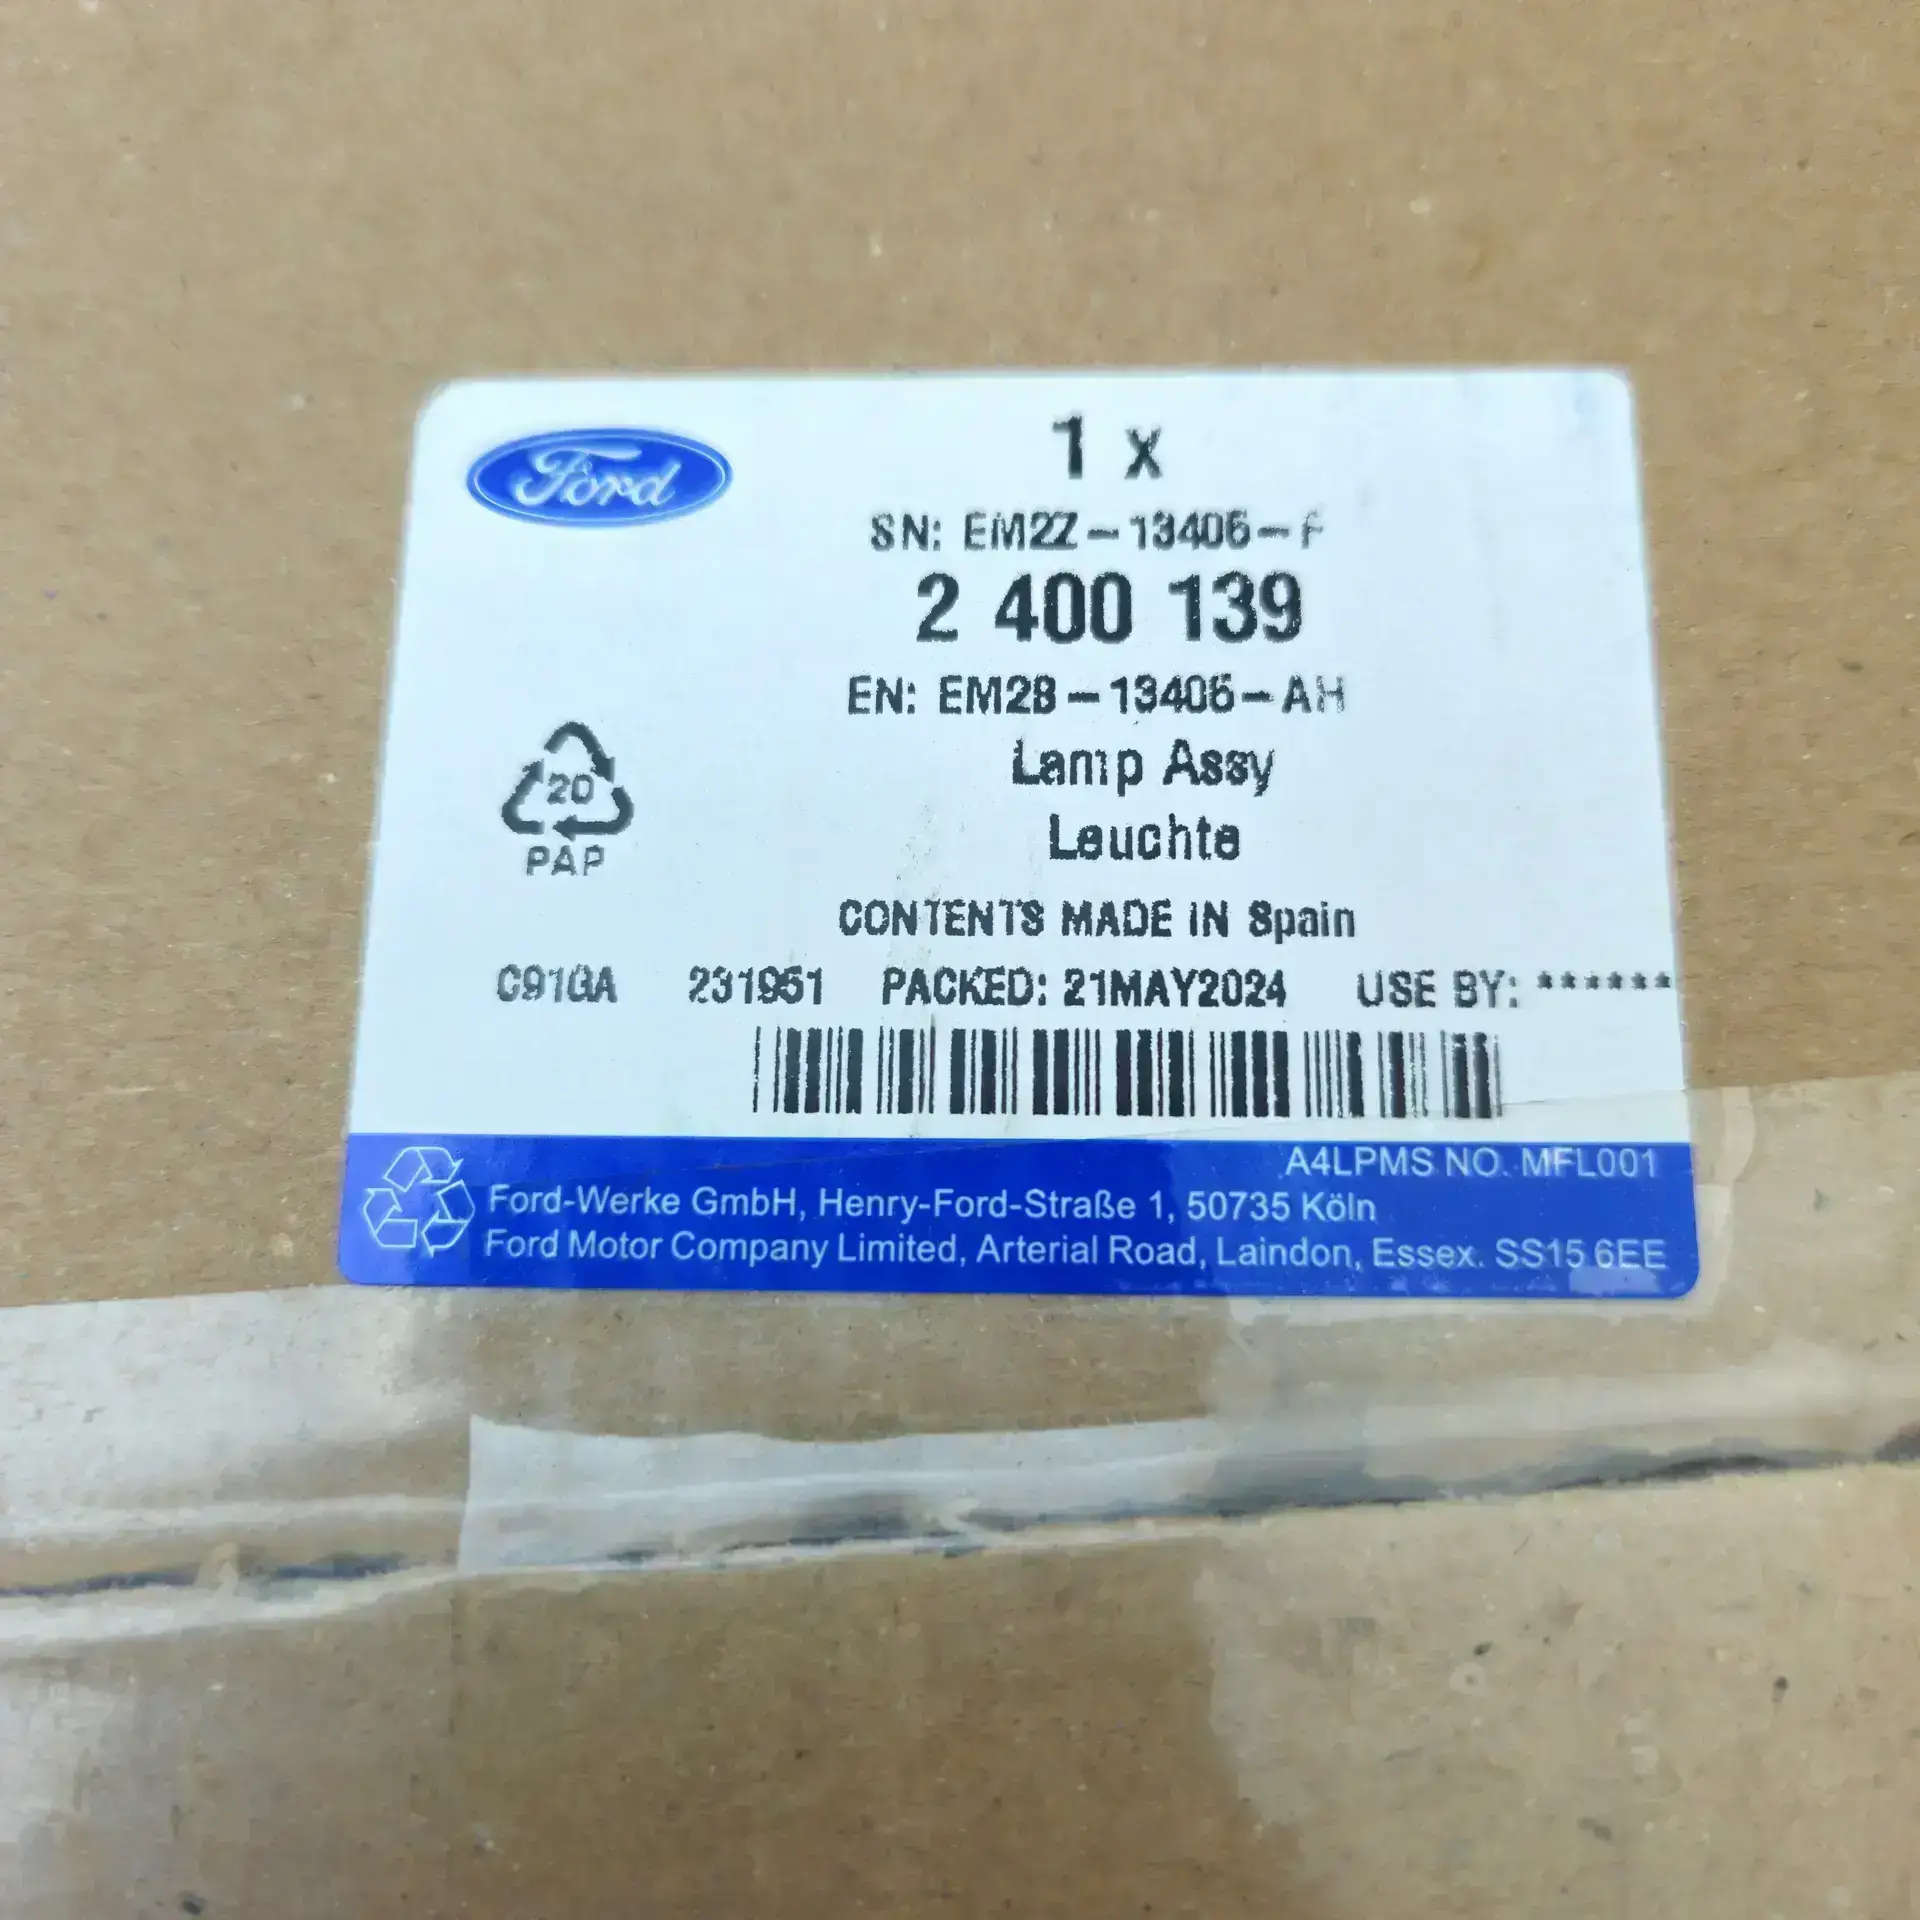 Ford
1 x
SN: EM2Z-13405-F
2 400 139
EN: EM2B-13405-AH
Lamp Assy
Leuchte
20
PAP
CONTENTS MADE IN Spain
C91GA 231951 PACKED: 21MAY2024 USE BY: ******
A4LPMS NO. MFL001
Ford-Werke GmbH, Henry-Ford-Straße 1, 50735 Köln
Ford Motor Company Limited, Arterial Road, Laindon, Essex. SS15 6EE